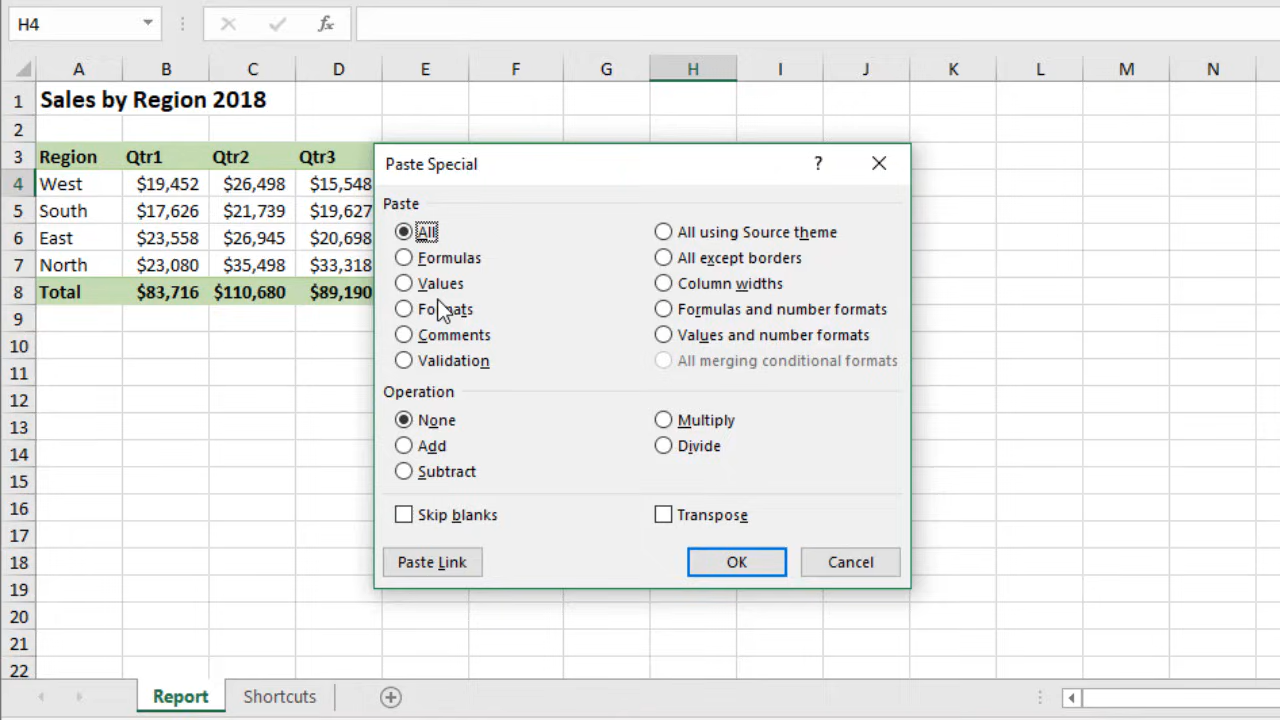 H4
fx
A B C D E F G H I J K L M N
1 Sales by Region 2018
2
3 Region Qtr1 Qtr2 Qtr3
4 West $19,452 $26,498 $15,548
5 South $17,626 $21,739 $19,627
6 East $23,558 $26,945 $20,698
7 North $23,080 $35,498 $33,318
8 Total $83,716 $110,680 $89,190
9
10
11
12
13
14
15
16
17
18
19
20
21
22
Paste Special ?
Paste
All All using Source theme
Formulas All except borders
Values Column widths
Formats Formulas and number formats
Comments Values and number formats
Validation All merging conditional formats
Operation
None Multiply
Add Divide
Subtract
Skip blanks Transpose
Paste Link OK Cancel
Report Shortcuts